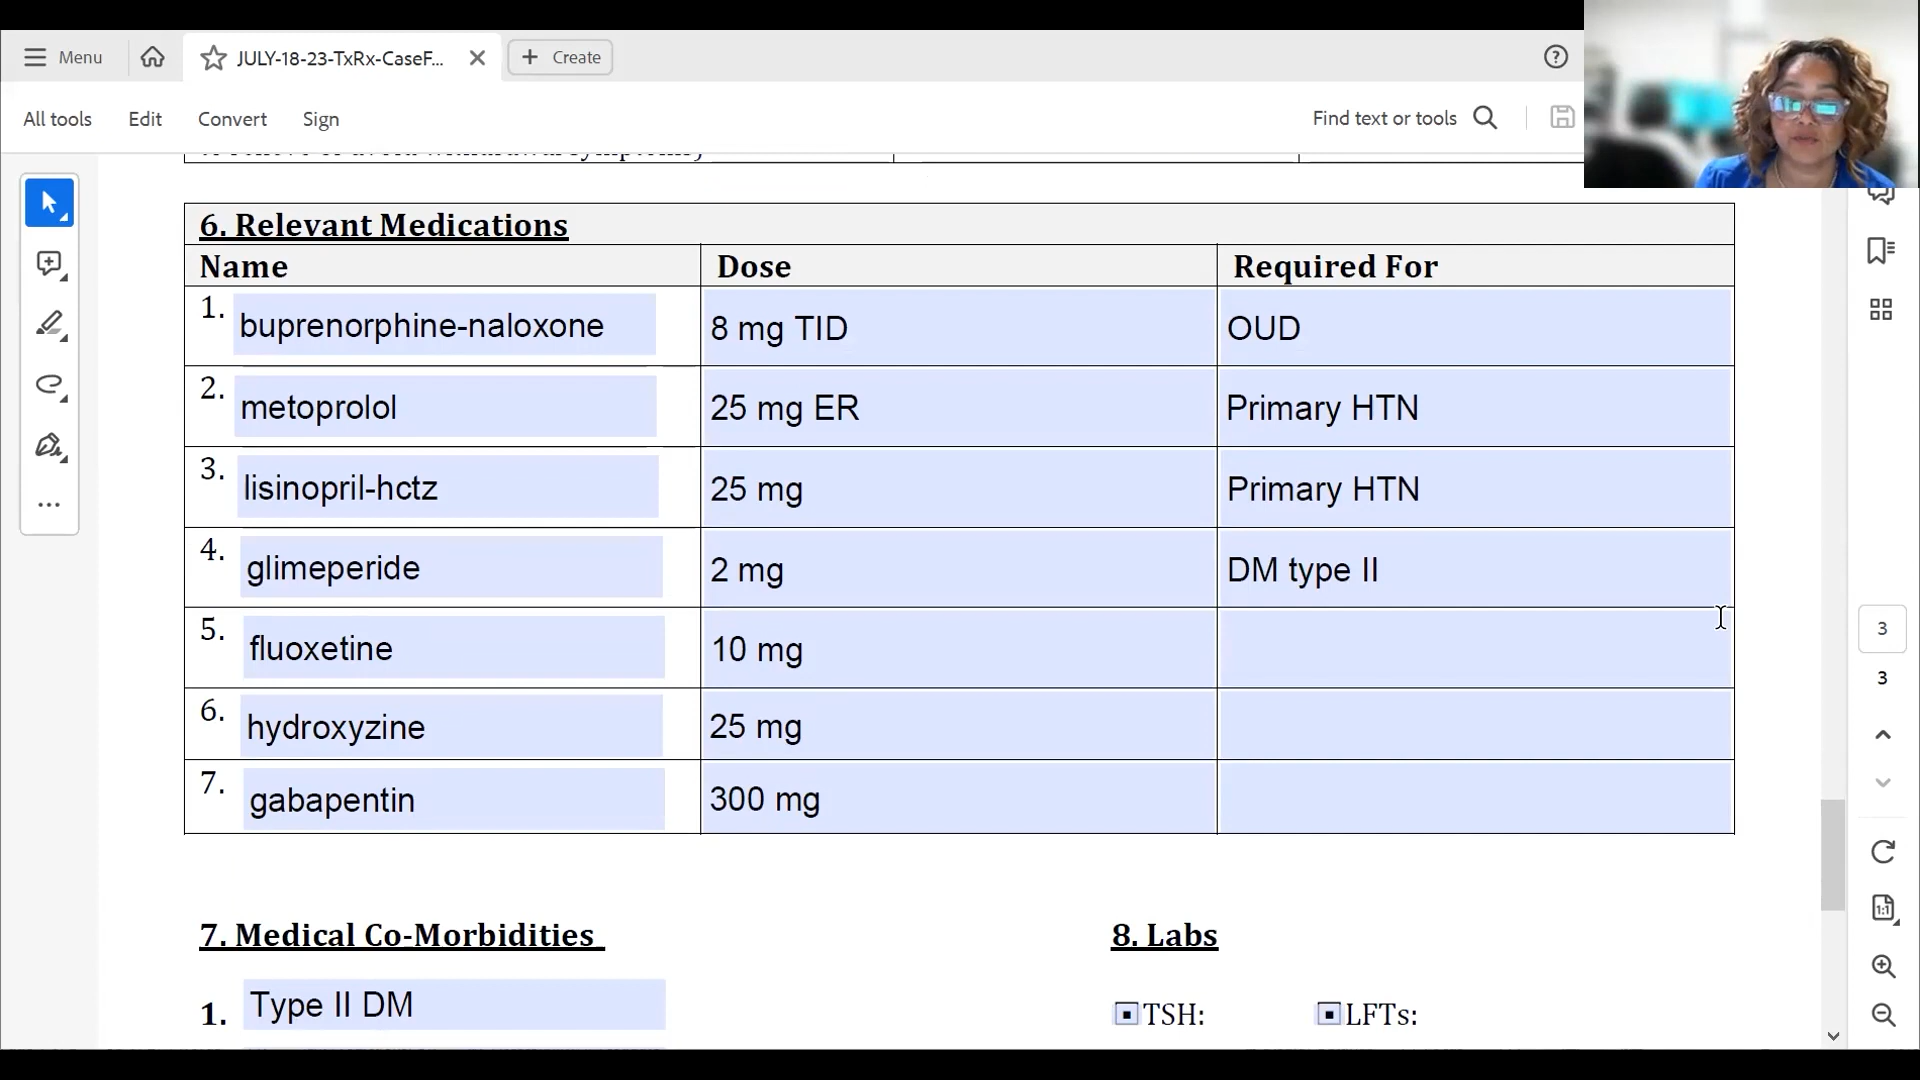 Menu
JULY-18-23-TxRx-CaseF...
Create
All tools
Edit
Convert
Sign
Find text or tools
6. Relevant Medications
Name Dose Required For
1. buprenorphine-naloxone 8 mg TID OUD
2. metoprolol 25 mg ER Primary HTN
3. lisinopril-hctz 25 mg Primary HTN
4. glimeperide 2 mg DM type II
5. fluoxetine 10 mg
6. hydroxyzine 25 mg
7. gabapentin 300 mg
3
3
1:1
7. Medical Co-Morbidities 8. Labs
1. Type II DM TSH: LFTs: